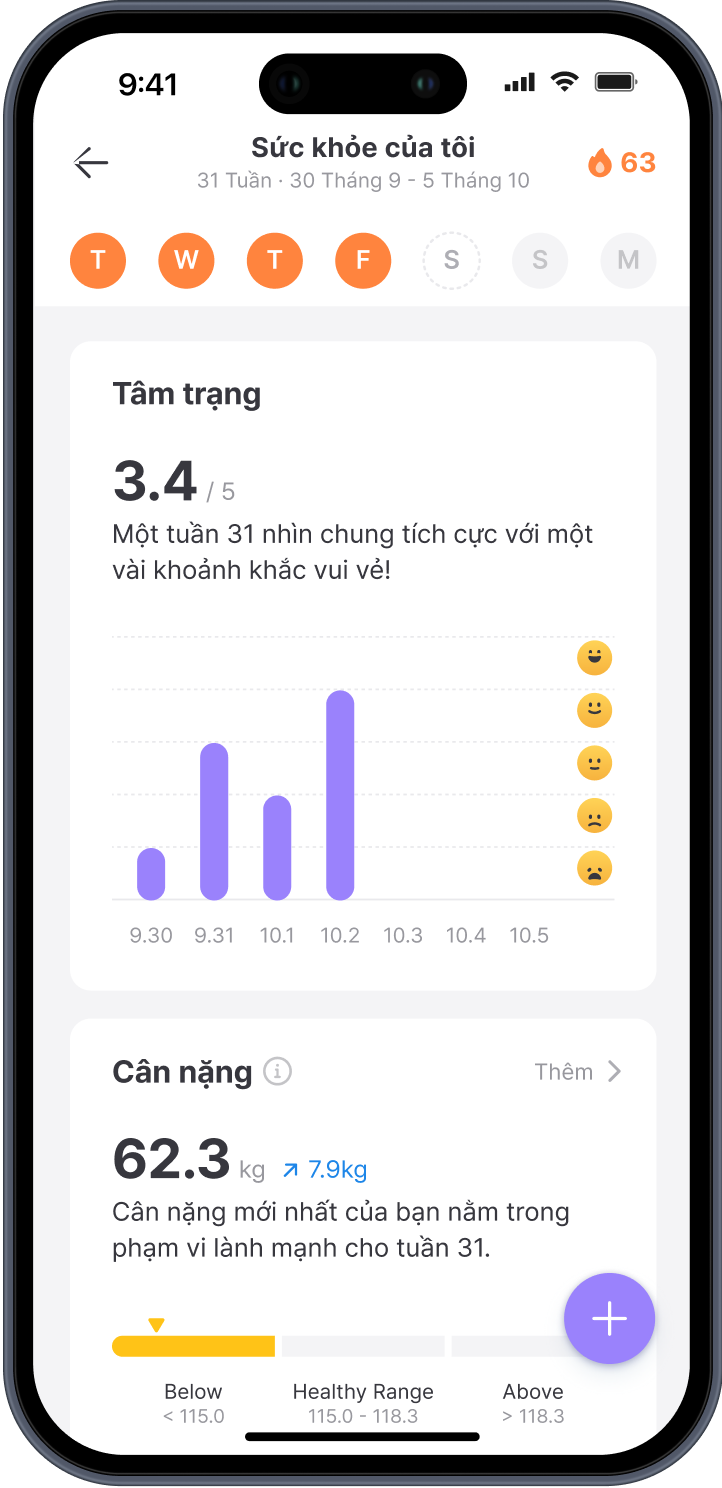 9:41
Sức khỏe của tôi
31 Tuần · 30 Tháng 9 - 5 Tháng 10
63
T W T F S S M
Tâm trạng
3.4 / 5
Một tuần 31 nhìn chung tích cực với một
vài khoảnh khắc vui vẻ!
9.30 9.31 10.1 10.2 10.3 10.4 10.5
Cân nặng
Thêm
62.3 kg 7.9kg
Cân nặng mới nhất của bạn nằm trong
phạm vi lành mạnh cho tuần 31.
Below Healthy Range Above
< 115.0 115.0 - 118.3 > 118.3